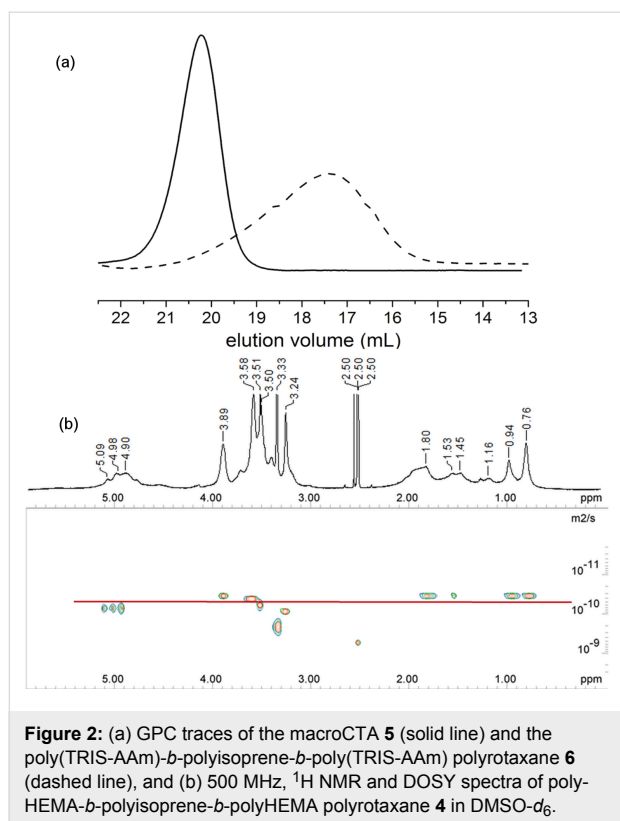 (a)
22 21 20 19 18 17 16 15 14 13
elution volume (mL)
(b)
5.09 4.98 4.90 3.89 3.58 3.51 3.50 3.33 3.24 2.50 2.50 2.50 1.80 1.53 1.45 1.16 0.94 0.76
5.00 4.00 3.00 2.00 1.00 ppm
m2/s
10⁻¹¹
10⁻¹⁰
10⁻⁹
5.00 4.00 3.00 2.00 1.00 ppm
Figure 2: (a) GPC traces of the macroCTA 5 (solid line) and the
poly(TRIS-AAm)-b-polyisoprene-b-poly(TRIS-AAm) polyrotaxane 6
(dashed line), and (b) 500 MHz, ¹H NMR and DOSY spectra of poly-
HEMA-b-polyisoprene-b-polyHEMA polyrotaxane 4 in DMSO-d₆.